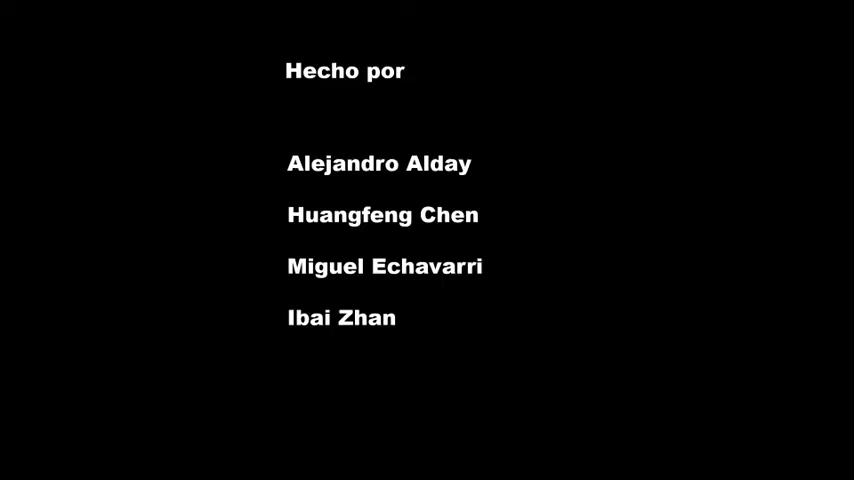 Hecho por
Alejandro Alday
Huangfeng Chen
Miguel Echavarri
Ibai Zhan